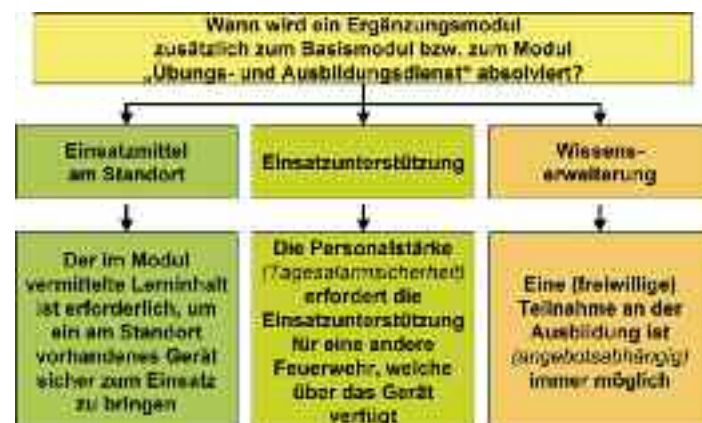 Wann wird ein Ergänzungsmodul
zusätzlich zum Basismodul bzw. zum Modul
„Übungs- und Ausbildungsdienst“ absolviert?
Einsatzmittel
am Standort
Einsatzunterstützung
Wissens-
erweiterung
Der im Modul
vermittelte Lerninhalt
ist erforderlich, um
ein am Standort
vorhandenes Gerät
sicher zum Einsatz
zu bringen
Die Personalstärke
(Tagesalarmsicherheit)
erfordert die
Einsatzunterstützung
für eine andere
Feuerwehr, welche
über das Gerät
verfügt
Eine (freiwillige)
Teilnahme an der
Ausbildung ist
(angebotsabhängig)
immer möglich